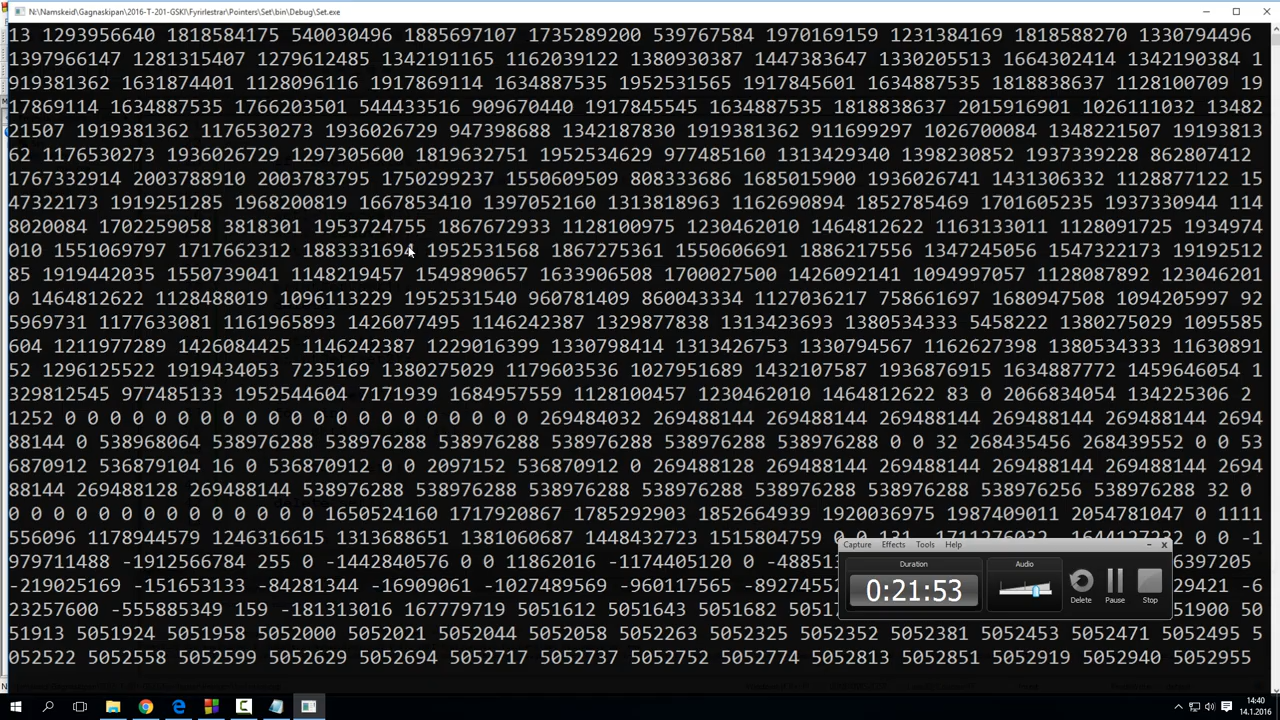 N:\Namskeid\Gagnaskipan\2016-T-201-GSKI\Fyrirlestrar\Pointers\Set\bin\Debug\Set.exe
13 1293956640 1818584175 540030496 1885697107 1735289200 539767584 1970169159 1231384169 1818588270 1330794496
1397966147 1281315407 1279612485 1342191165 1162039122 1380930387 1447383647 1330205513 1664302414 1342190384 1
919381362 1631874401 1128096116 1917869114 1634887535 1952531565 1917845601 1634887535 1818838637 1128100709 19
17869114 1634887535 1766203501 544433516 909670440 1917845545 1634887535 1818838637 2015916901 1026111032 13482
21507 1919381362 1176530273 1936026729 947398688 1342187830 1919381362 911699297 1026700084 1348221507 19193813
62 1176530273 1936026729 1297305600 1819632751 1952534629 977485160 1313429340 1398230852 1937339228 862807412
1767332914 2003788910 2003783795 1750299237 1550609509 808333686 1685015900 1936026741 1431306332 1128877122 15
47322173 1919251285 1968200819 1667853410 1397052160 1313818963 1162690894 1852785469 1701605235 1937330944 114
8020084 1702259058 3818301 1953724755 1867672933 1128100975 1230462010 1464812622 1163133011 1128091725 1934974
010 1551069797 1717662312 1883331694 1952531568 1867275361 1550606691 1886217556 1347245056 1547322173 19192512
85 1919442035 1550739041 1148219457 1549890657 1633906508 1700027500 1426092141 1094997057 1128087892 123046201
0 1464812622 1128488019 1096113229 1952531540 960781409 860043334 1127036217 758661697 1680947508 1094205997 92
5969731 1177633081 1161965893 1426077495 1146242387 1329877838 1313423693 1380534333 5458222 1380275029 1095585
604 1211977289 1426084425 1146242387 1229016399 1330798414 1313426753 1330794567 1162627398 1380534333 11630891
52 1296125522 1919434053 7235169 1380275029 1179603536 1027951689 1432107587 1936876915 1634887772 1459646054 1
329812545 977485133 1952544604 7171939 1684957559 1128100457 1230462010 1464812622 83 0 2066834054 134225306 2
1252 0 0 0 0 0 0 0 0 0 0 0 0 0 0 0 0 0 0 0 0 269484032 269488144 269488144 269488144 269488144 269488144 2694
88144 0 538968064 538976288 538976288 538976288 538976288 538976288 538976288 0 0 32 268435456 268439552 0 0 53
6870912 536879104 16 0 536870912 0 0 2097152 536870912 0 269488128 269488144 269488144 269488144 269488144 2694
88144 269488128 269488144 538976288 538976288 538976288 538976288 538976288 538976288 538976256 538976288 32 0
0 0 0 0 0 0 0 0 0 0 0 0 1650524160 1717920867 1785292903 1852664939 1920036975 1987409011 2054781047 0 1111
556096 1178944579 1246316615 1313688651 1381060687 1448432723 1515804759 0 0 -1
979711488 -1912566784 255 0 -1442840576 0 0 11862016 -1174405120 0
-219025169
23257600 -555885349 159 -181333018 167779719 5051612 5051643 5051682
051913 5051924 5051958 5052000 5052021 5052044 5052058 5052263 5052325 5052352 5052381 5052453 5052471 5052495 5
052522 5052558 5052599 5052629 5052694 5052717 5052737 5052752 5052774 5052813 5052851 5052919 5052940 5052955
Capture Effects Tools Help
Duration
Audio
0:21:53
Delete Pause Stop
14:40
14.1.2016